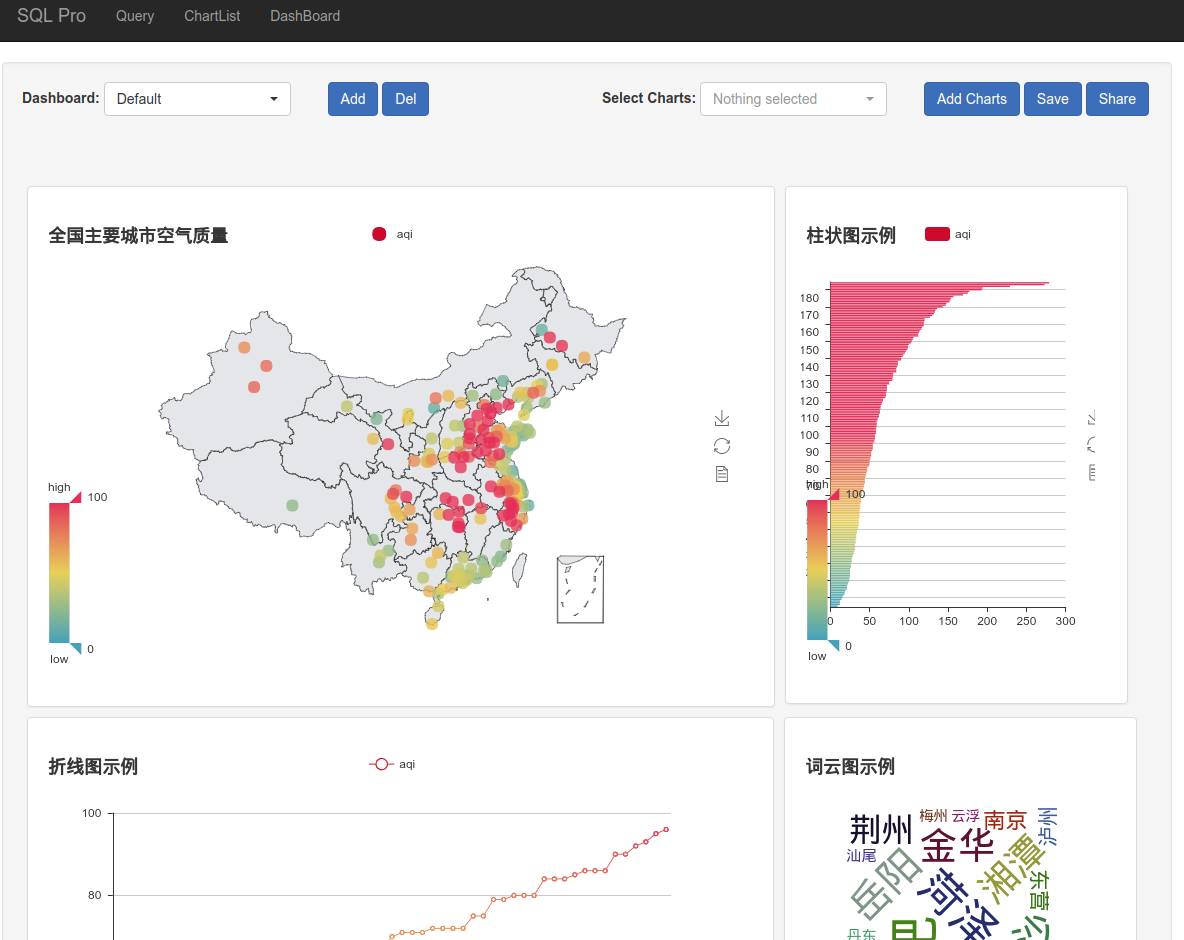 SQL Pro Query ChartList DashBoard
Dashboard: Default Add Del Select Charts: Nothing selected Add Charts Save Share
全国主要城市空气质量
aqi
high
100
0
low
柱状图示例
aqi
180
170
160
150
140
130
120
110
100
90
80
high
100
0
low
0 50 100 150 200 250 300
折线图示例
aqi
100
80
词云图示例
荆州
梅州
云浮
南京
泸州
汕尾
金华
湘潭
岳阳
菏泽
东营
丹东